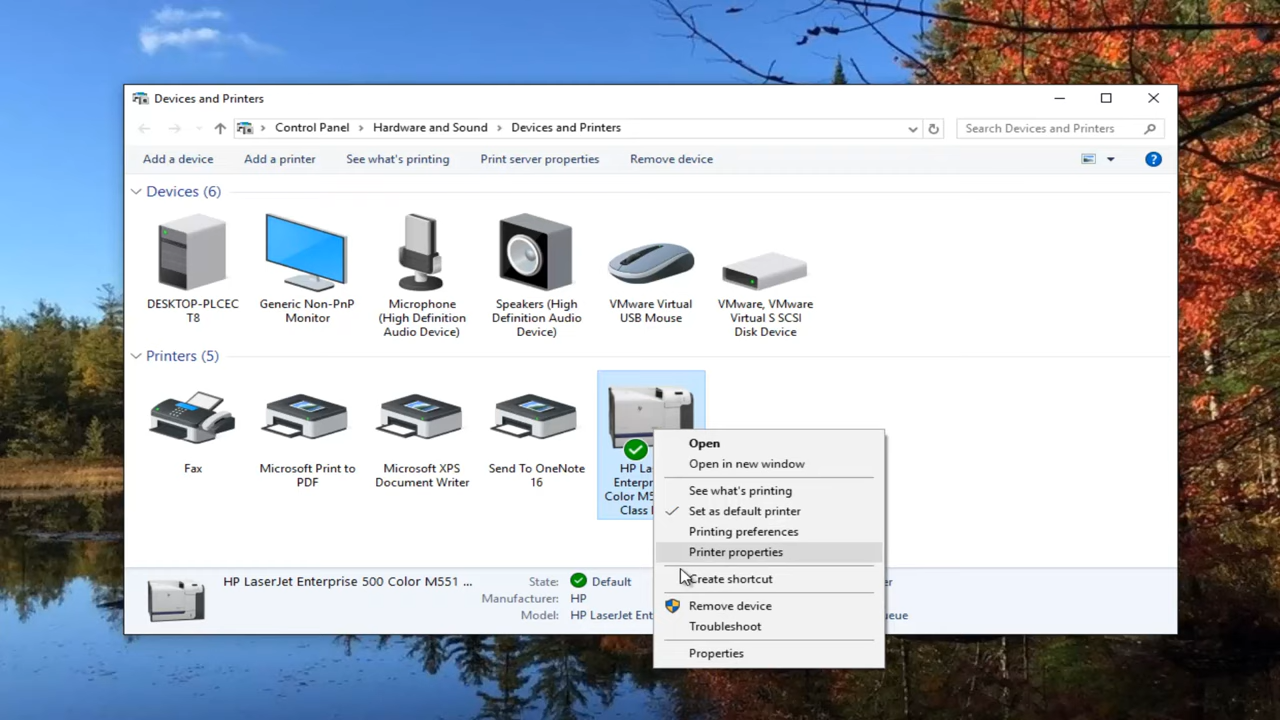 Devices and Printers
Control Panel > Hardware and Sound > Devices and Printers
Search Devices and Printers
Add a device
Add a printer
See what's printing
Print server properties
Remove device
?
Devices (6)
DESKTOP-PLCEC
T8
Generic Non-PnP
Monitor
Microphone
(High Definition
Audio Device)
Speakers (High
Definition Audio
Device)
VMware Virtual
USB Mouse
VMware, VMware
Virtual S SCSI
Disk Device
Printers (5)
Fax
Microsoft Print to
PDF
Microsoft XPS
Document Writer
Send To OneNote
16
HP La
Enterpr
Color M5
Class
Open
Open in new window
See what's printing
Set as default printer
Printing preferences
Printer properties
Create shortcut
Remove device
Troubleshoot
Properties
HP LaserJet Enterprise 500 Color M551 ...
State: Default
Manufacturer: HP
Model: HP LaserJet Ent